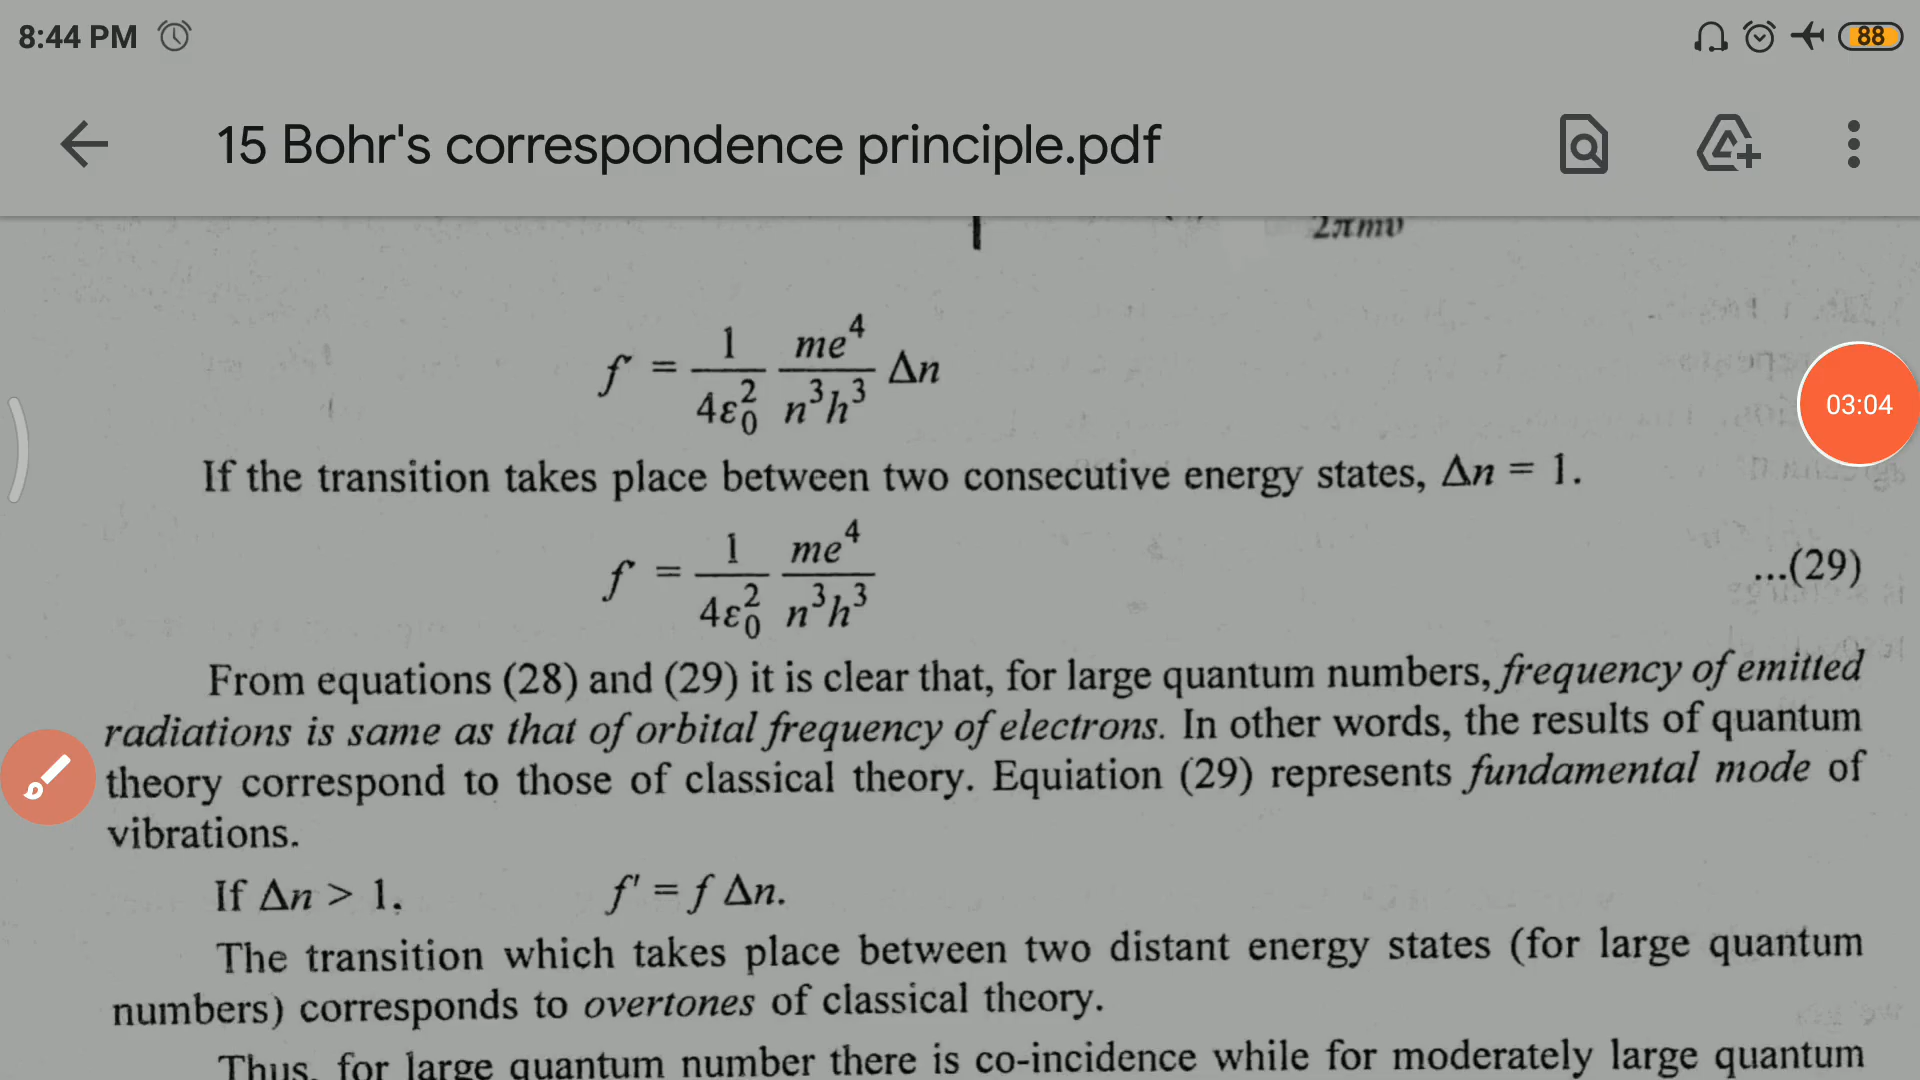 8:44 PM 88
15 Bohr's correspondence principle.pdf
2πmv
f = 1/4ε₀² me⁴/n³h³ Δn
03:04
If the transition takes place between two consecutive energy states, Δn = 1.
f = 1/4ε₀² me⁴/n³h³ ...(29)
From equations (28) and (29) it is clear that, for large quantum numbers, frequency of emitted
radiations is same as that of orbital frequency of electrons. In other words, the results of quantum
theory correspond to those of classical theory. Equiation (29) represents fundamental mode of
vibrations.
If Δn > 1, f' = f Δn.
The transition which takes place between two distant energy states (for large quantum
numbers) corresponds to overtones of classical theory.
Thus, for large quantum number there is co-incidence while for moderately large quantum